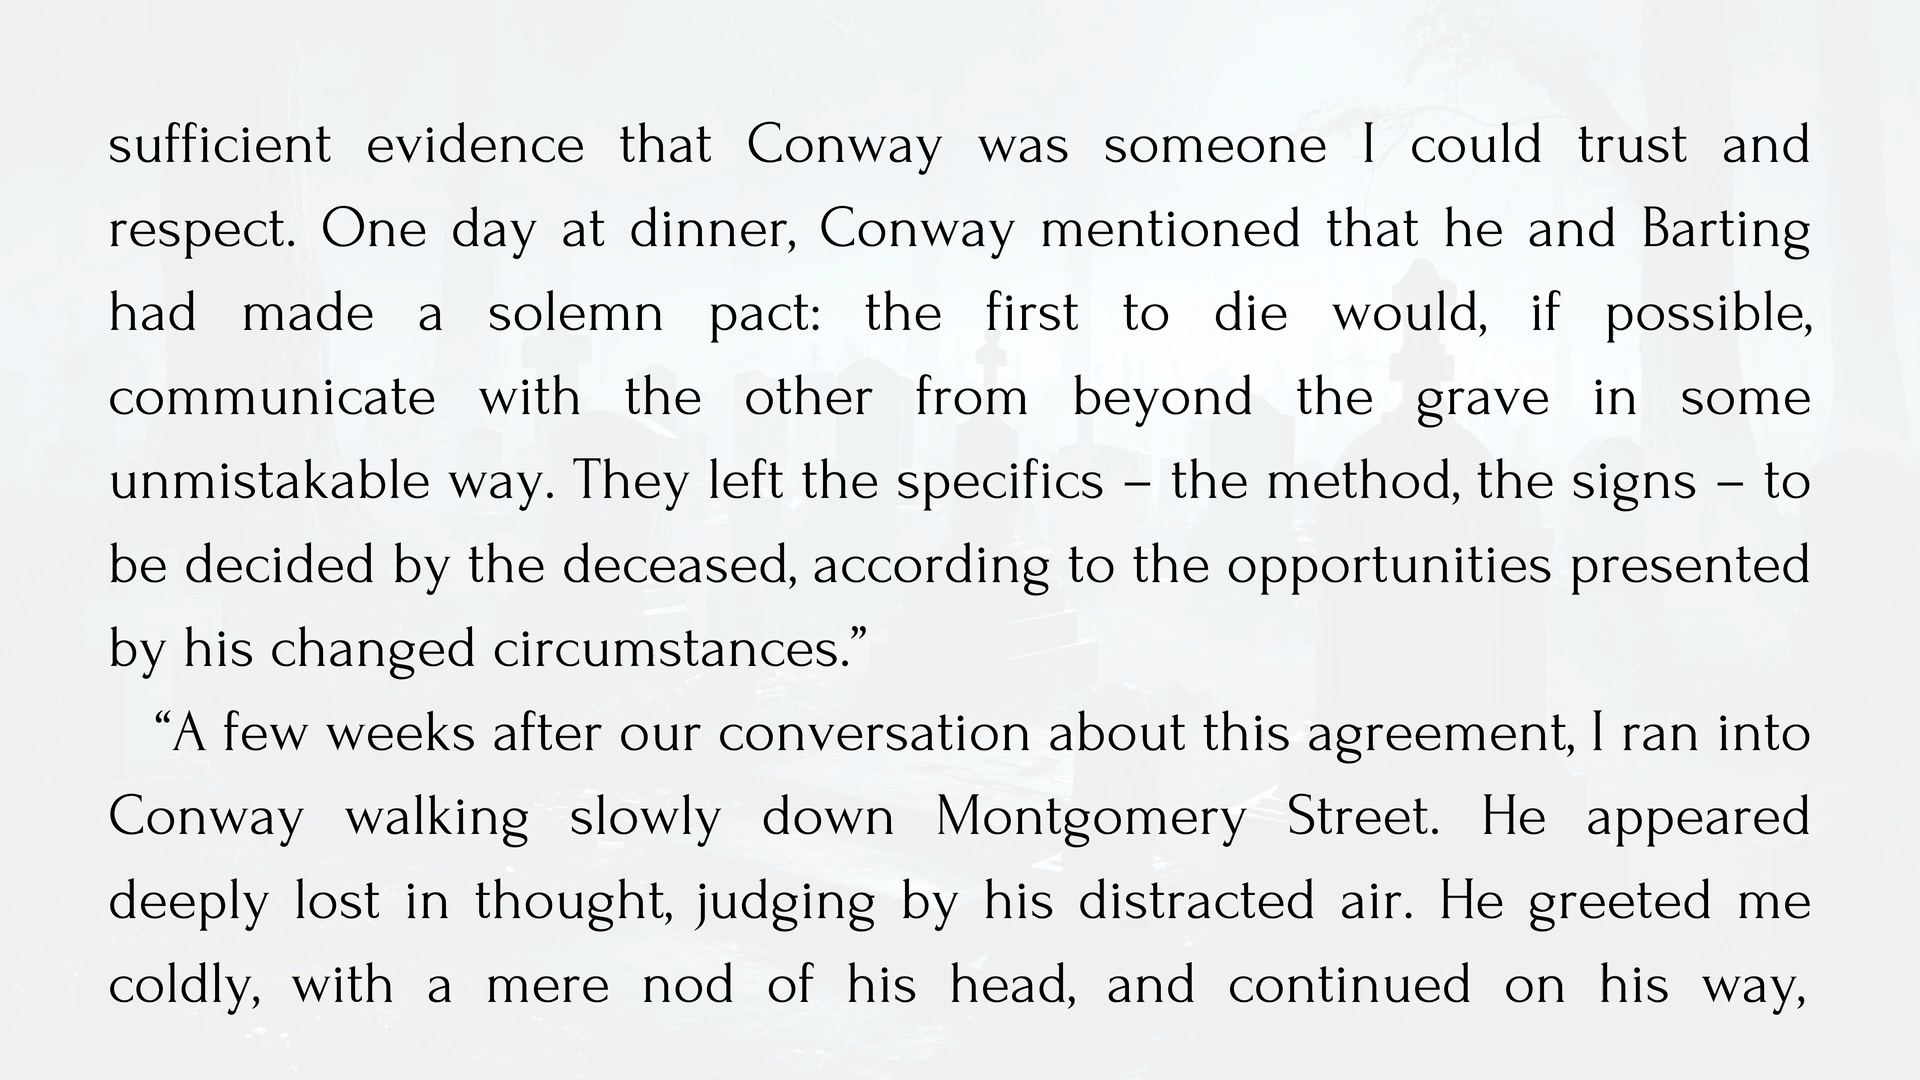 sufficient evidence that Conway was someone I could trust and
respect. One day at dinner, Conway mentioned that he and Barting
had made a solemn pact: the first to die would, if possible,
communicate with the other from beyond the grave in some
unmistakable way. They left the specifics – the method, the signs – to
be decided by the deceased, according to the opportunities presented
by his changed circumstances.”
“A few weeks after our conversation about this agreement, I ran into
Conway walking slowly down Montgomery Street. He appeared
deeply lost in thought, judging by his distracted air. He greeted me
coldly, with a mere nod of his head, and continued on his way,